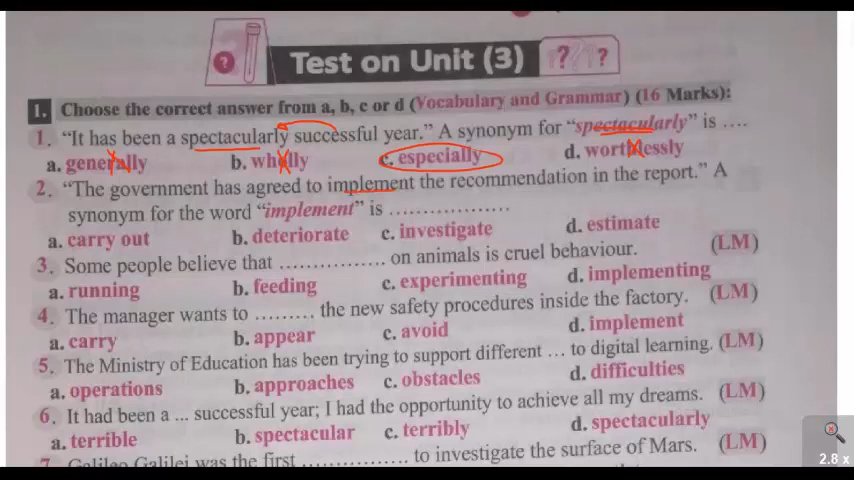 Test on Unit (3)
? ? ? ?
1. Choose the correct answer from a, b, c or d (Vocabulary and Grammar) (16 Marks):
1. "It has been a spectacularly successful year." A synonym for "spectacularly" is ....
a. generally b. wholly c. especially d. worthlessly
2. "The government has agreed to implement the recommendation in the report." A
synonym for the word "implement" is ..................
a. carry out b. deteriorate c. investigate d. estimate
3. Some people believe that ................ on animals is cruel behaviour. (LM)
a. running b. feeding c. experimenting d. implementing
4. The manager wants to ......... the new safety procedures inside the factory. (LM)
a. carry b. appear c. avoid d. implement
5. The Ministry of Education has been trying to support different ... to digital learning. (LM)
a. operations b. approaches c. obstacles d. difficulties
6. It had been a ... successful year; I had the opportunity to achieve all my dreams. (LM)
a. terrible b. spectacular c. terribly d. spectacularly
7. Galileo Galilei was the first ................ to investigate the surface of Mars. (LM)
2.8 x